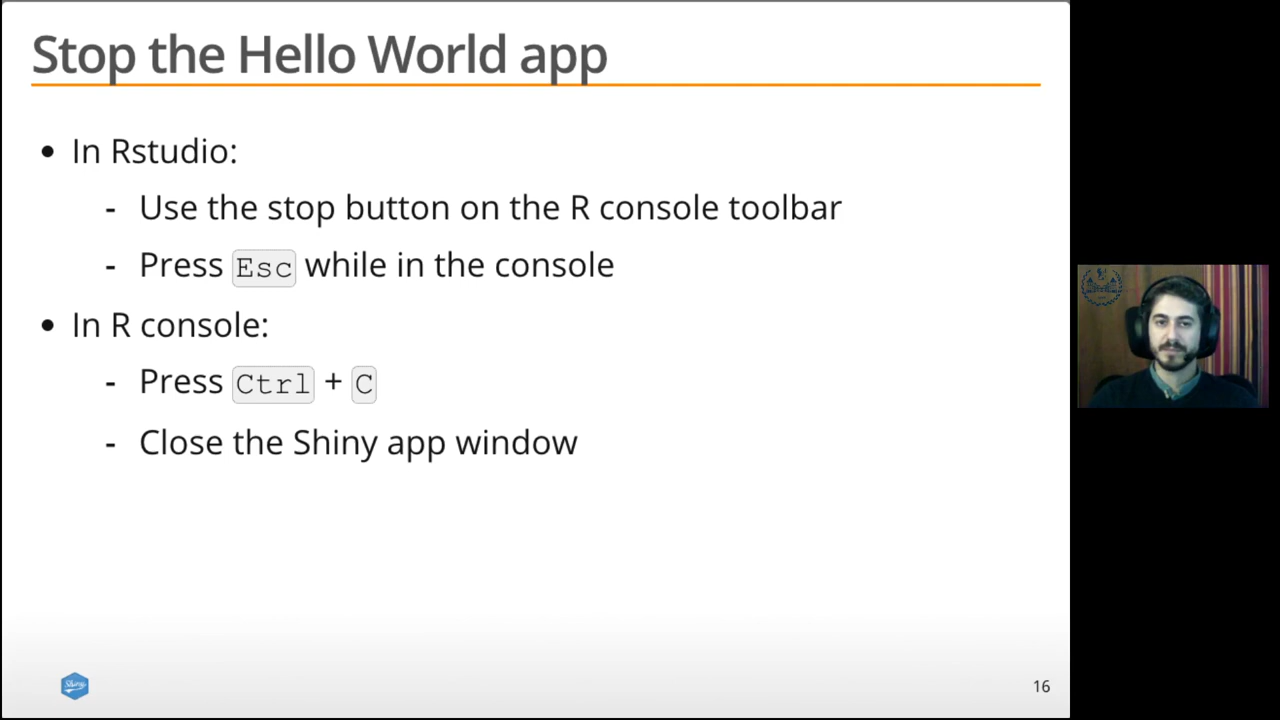 Stop the Hello World app
• In Rstudio:
- Use the stop button on the R console toolbar
- Press Esc while in the console
• In R console:
- Press Ctrl + C
- Close the Shiny app window
Shiny
16